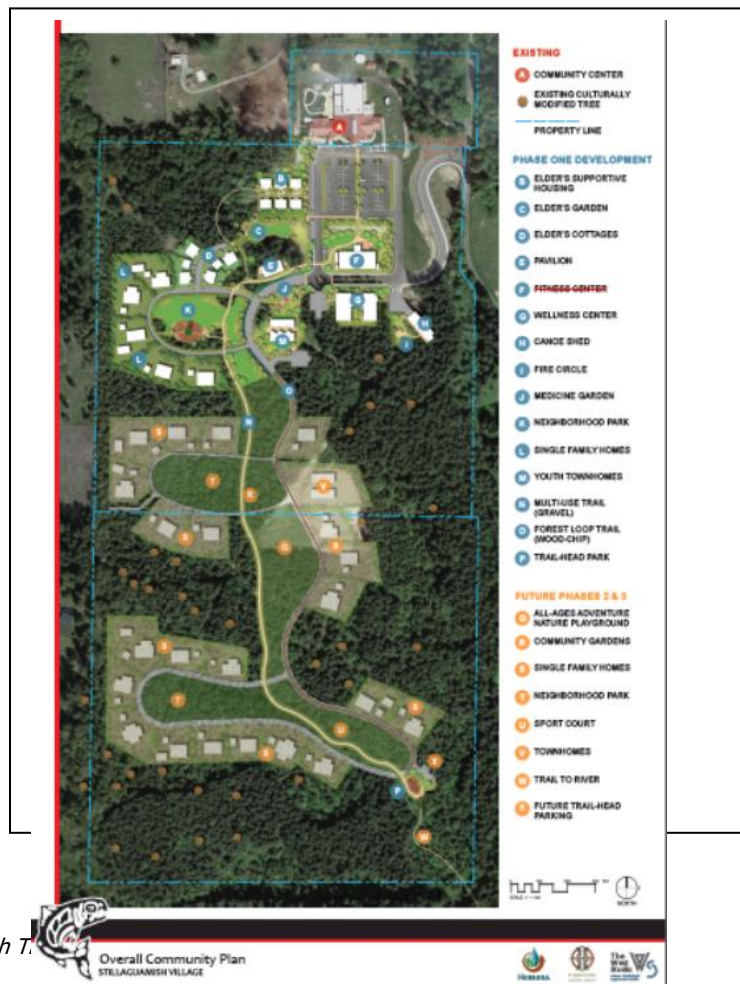 EXISTING
A COMMUNITY CENTER
EXISTING CULTURALLY
MODIFIED TREE
PROPERTY LINE
PHASE ONE DEVELOPMENT
B ELDER'S SUPPORTIVE
HOUSING
C ELDER'S GARDEN
D ELDER'S COTTAGES
E PAVILION
F FITNESS CENTER
G WELLNESS CENTER
H CANOE SHED
I FIRE CIRCLE
J MEDICINE GARDEN
K NEIGHBORHOOD PARK
L SINGLE FAMILY HOMES
M YOUTH TOWNHOMES
N MULTI-USE TRAIL
(GRAVEL)
O FOREST LOOP TRAIL
(WOOD-CHIP)
P TRAIL-HEAD PARK
FUTURE PHASES 2 & 3
ALL-AGES ADVENTURE
NATURE PLAYGROUND
COMMUNITY GARDENS
S SINGLE FAMILY HOMES
T NEIGHBORHOOD PARK
U SPORT COURT
V TOWNHOMES
W TRAIL TO RIVER
FUTURE TRAIL-HEAD
PARKING
A
B
C
D
E
F
L
J
G
K
H
M
I
L
O
N
S
T
V
S
S
S
T
S
U
S
P
W
NORTH
h T
Overall Community Plan
STILLAGUAMISH VILLAGE
The
West
Studio